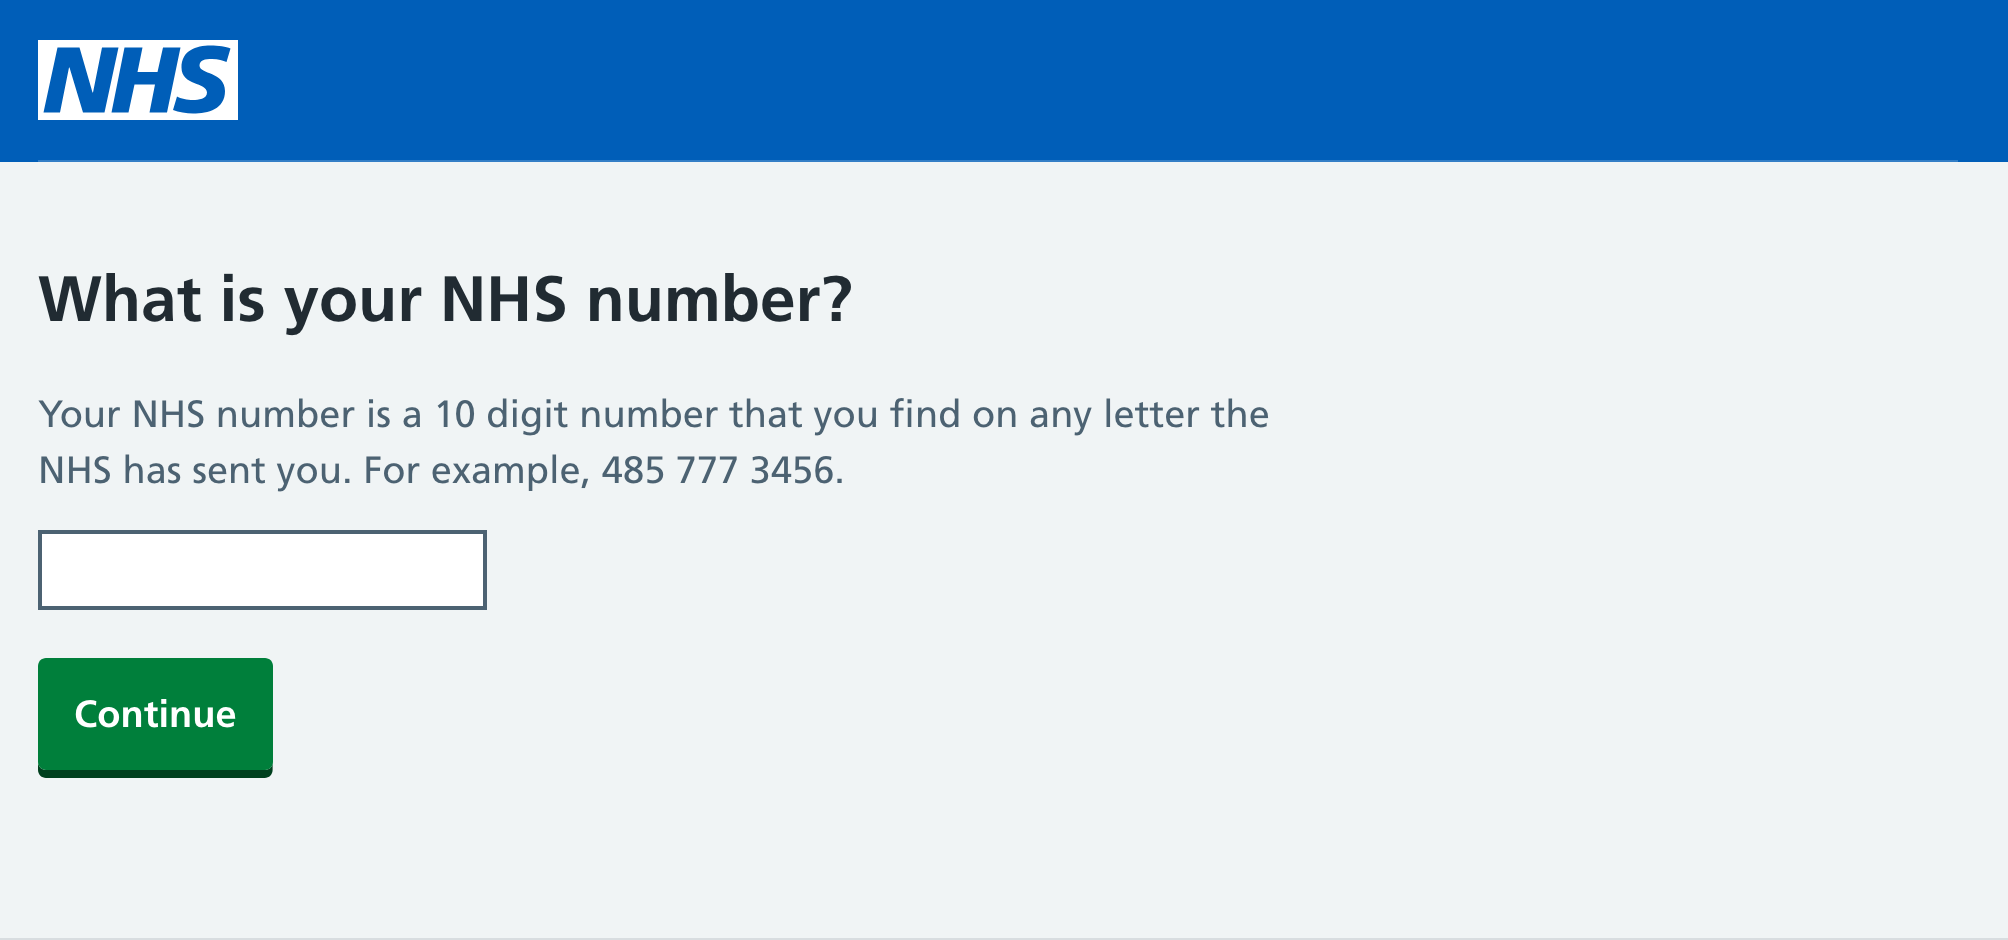 NHS
What is your NHS number?
Your NHS number is a 10 digit number that you find on any letter the
NHS has sent you. For example, 485 777 3456.
Continue